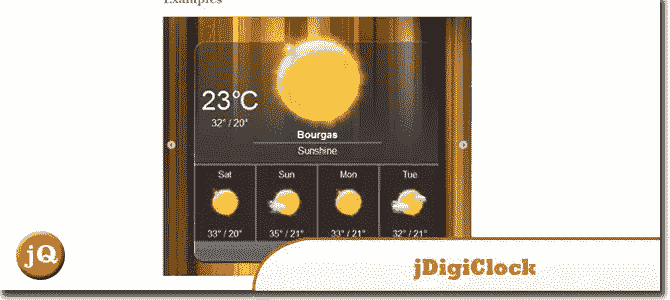 Examples
23°C
32° / 20°
Bourgas
Sunshine
Sat Sun Mon Tue
33° / 20° 35° / 21° 33° / 21° 32° / 21°
jQ
jDigiClock